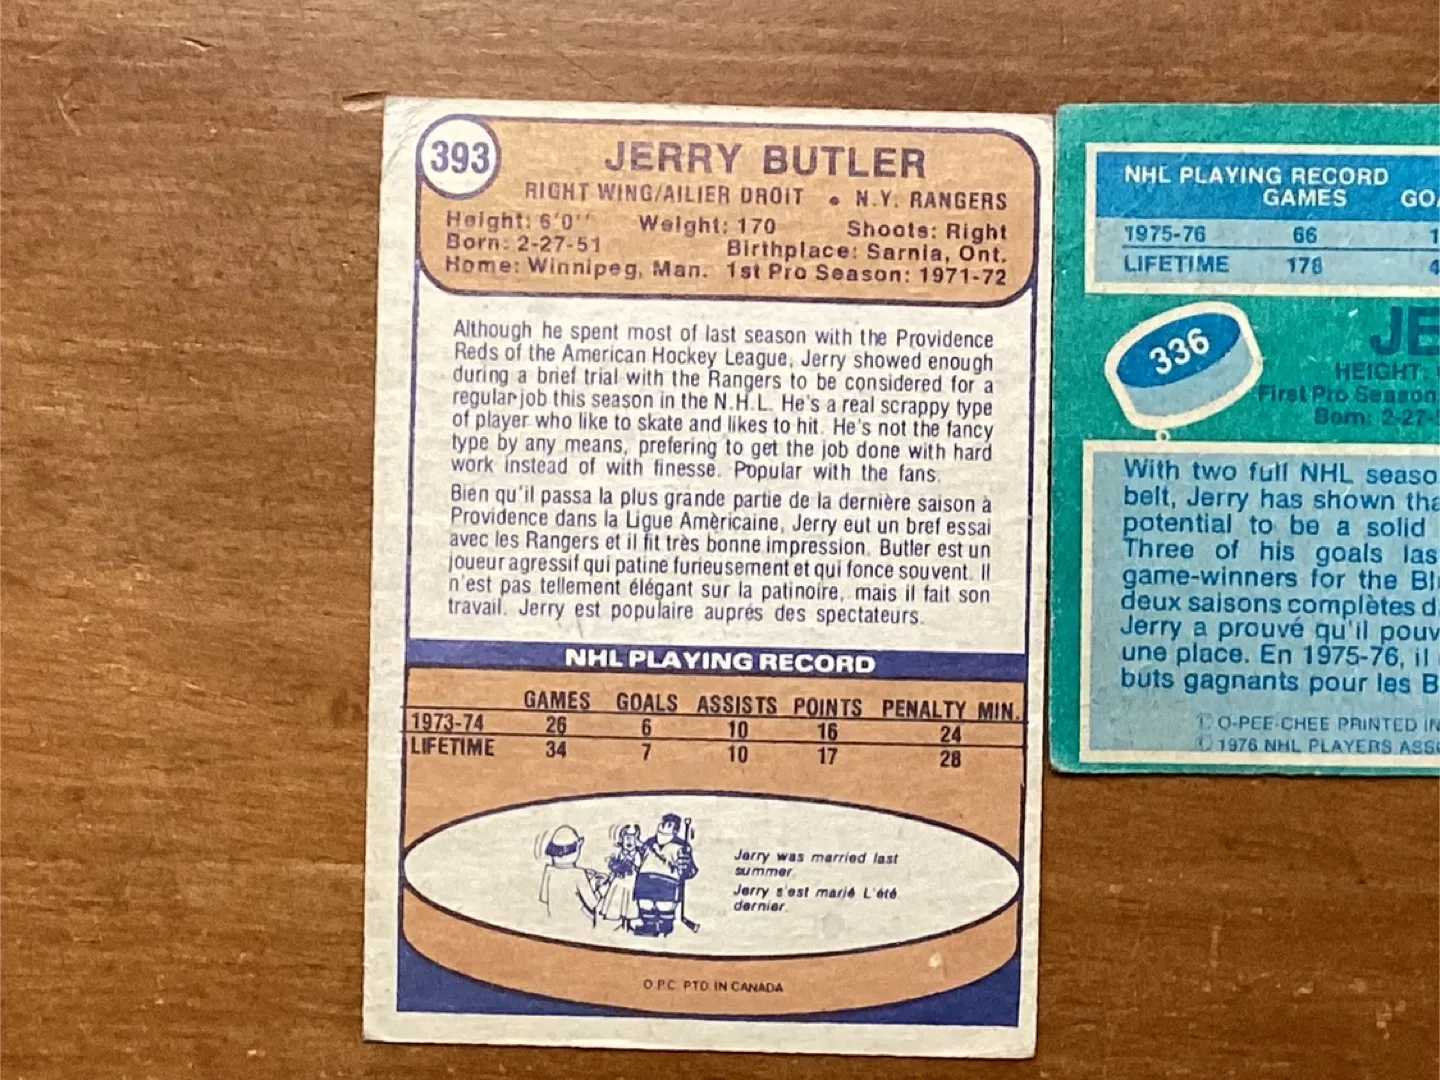 393
JERRY BUTLER
RIGHT WING/AILIER DROIT • N.Y. RANGERS
Height: 6'0'' Weight: 170 Shoots: Right
Born: 2-27-51 Birthplace: Sarnia, Ont.
Home: Winnipeg, Man. 1st Pro Season: 1971-72
Although he spent most of last season with the Providence
Reds of the American Hockey League, Jerry showed enough
during a brief trial with the Rangers to be considered for a
regular job this season in the N.H.L. He's a real scrappy type
of player who like to skate and likes to hit. He's not the fancy
type by any means, prefering to get the job done with hard
work instead of with finesse. Popular with the fans.
Bien qu'il passa la plus grande partie de la dernière saison à
Providence dans la Ligue Amèricaine, Jerry eut un bref essai
avec les Rangers et il fit très bonne impression. Butler est un
joueur agressif qui patine furieusement et qui fonce souvent. Il
n'est pas tellement élégant sur la patinoire, mais il fait son
travail. Jerry est populaire auprés des spectateurs.
NHL PLAYING RECORD
GAMES GOALS ASSISTS POINTS PENALTY MIN.
1973-74 26 6 10 16 24
LIFETIME 34 7 10 17 28
Jerry was married last
summer.
Jerry s'est marié L'été
dernier.
O.P.C. PTD. IN CANADA
NHL PLAYING RECORD
GAMES GOA
1975-76 66 1
LIFETIME 178 4
336
JE
HEIGHT:
First Pro Season
Born: 2-27-
With two full NHL seaso
belt, Jerry has shown tha
potential to be a solid
Three of his goals las
game-winners for the Bl
deux saisons complètes d
Jerry a prouvé qu'il pouv
une place. En 1975-76, il
buts gagnants pour les B
© O-PEE-CHEE PRINTED IN
© 1976 NHL PLAYERS ASSO